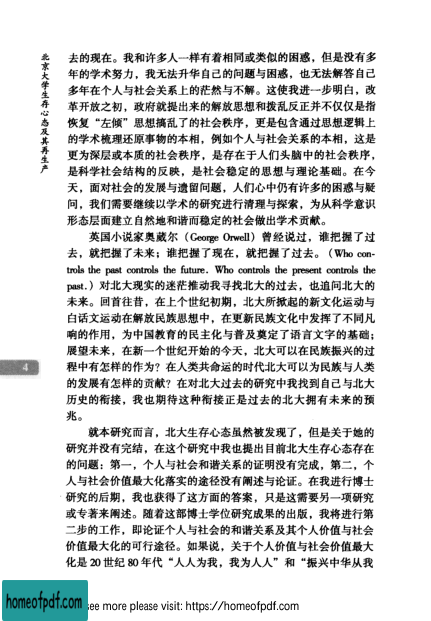 北京大学生存心态及其再生产
去的现在。我和许多人一样有着相同或类似的困惑，但是没有多
年的学术努力，我无法升华自己的问题与困惑，也无法解答自己
多年在个人与社会关系上的茫然与不解。这使我进一步明白，改
革开放之初，政府就提出来的解放思想和拨乱反正并不仅仅是指
恢复“左倾”思想搞乱了的社会秩序，更是包含通过思想逻辑上
的学术梳理还原事物的本相，例如个人与社会关系的本相，这是
更为深层或本质的社会秩序，是存在于人们头脑中的社会秩序，
是科学社会结构的反映，是社会稳定的思想与理论基础。在今
天，面对社会的发展与遗留问题，人们心中仍有许多的困惑与疑
问，我们需要继续以学术的研究进行清理与探索，为从科学意识
形态层面建立自然地和谐而稳定的社会做出学术贡献。
英国小说家奥葳尔（George Orwell）曾经说过，谁把握了过
去，就把握了未来；谁把握了现在，就把握了过去。（Who con-
trols the past controls the future. Who controls the present controls the
past.）对北大现实的迷茫推动我寻找北大的过去，也追问北大的
未来。回首往昔，在上个世纪初期，北大所掀起的新文化运动与
白话文运动在解放民族思想中，在更新民族文化中发挥了不同凡
响的作用，为中国教育的民主化与普及奠定了语言文字的基础；
展望未来，在新一个世纪开始的今天，北大可以在民族振兴的过
程中有怎样的作为？在人类共命运的时代北大可以为民族与人类
的发展有怎样的贡献？在对北大过去的研究中我找到自己与北大
历史的衔接，我也期待这种衔接正是过去的北大拥有未来的预
兆。
就本研究而言，北大生存心态虽然被发现了，但是关于她的
研究并没有完结，在这个研究中我也提出目前北大生存心态存在
的问题：第一，个人与社会和谐关系的证明没有完成，第二，个
人与社会价值最大化落实的途径没有阐述与论证。在我进行博士
研究的后期，我也获得了这方面的答案，只是这需要另一项研究
或专著来阐述。随着这部博士学位研究成果的出版，我将进行第
二步的工作，即论证个人与社会的和谐关系及其个人价值与社会
价值最大化的可行途径。如果说，关于个人价值与社会价值最大
化是 20 世纪 80 年代“人人为我，我为人人”和“振兴中华从我
4
homeofpdf.com
see more please visit: https://homeofpdf.com